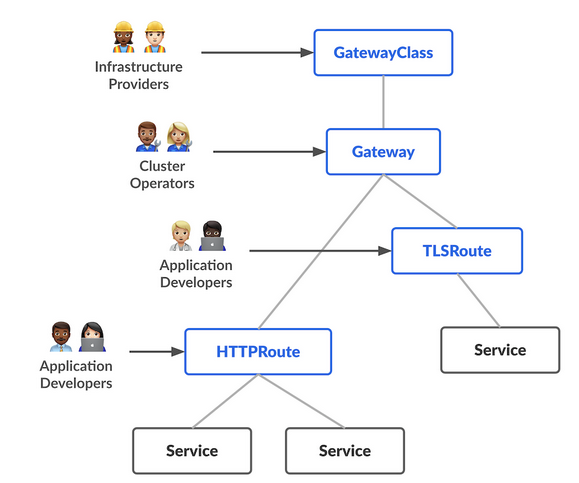 GatewayClass
Infrastructure
Providers
Gateway
Cluster
Operators
TLSRoute
Application
Developers
HTTPRoute
Service
Application
Developers
Service
Service